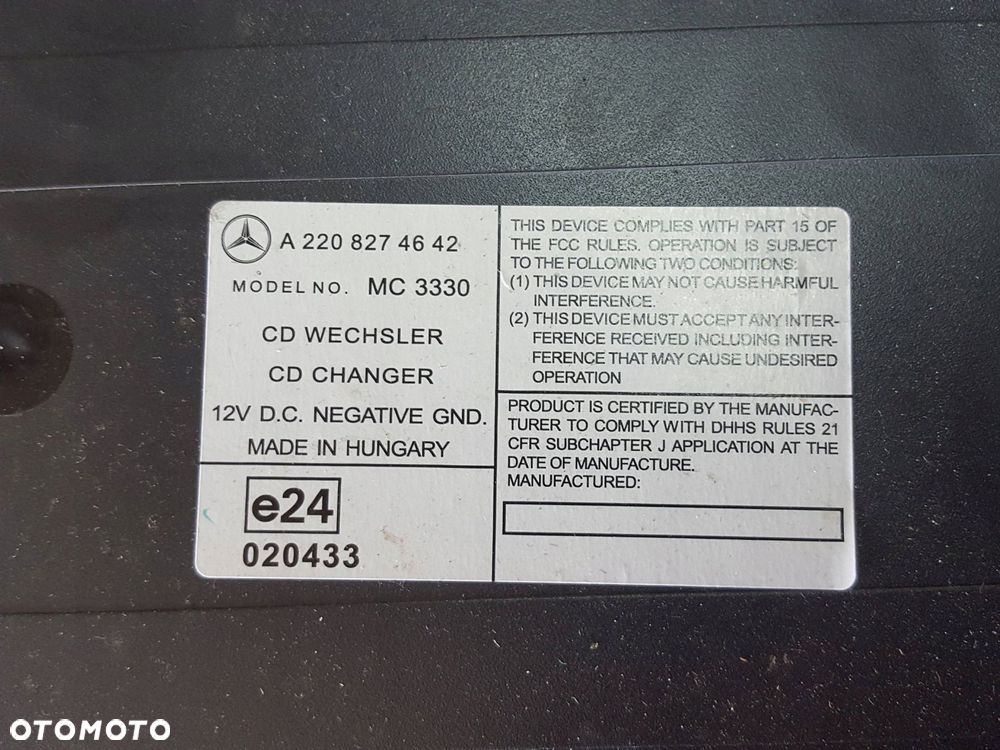 A 220 827 46 42
MODEL NO. MC 3330
CD WECHSLER
CD CHANGER
12V D.C. NEGATIVE GND.
MADE IN HUNGARY
e24
020433
THIS DEVICE COMPLIES WITH PART 15 OF
THE FCC RULES. OPERATION IS SUBJECT
TO THE FOLLOWING TWO CONDITIONS:
(1) THIS DEVICE MAY NOT CAUSE HARMFUL
INTERFERENCE.
(2) THIS DEVICE MUST ACCEPT ANY INTER-
FERENCE RECEIVED INCLUDING INTER-
FERENCE THAT MAY CAUSE UNDESIRED
OPERATION
PRODUCT IS CERTIFIED BY THE MANUFAC-
TURER TO COMPLY WITH DHHS RULES 21
CFR SUBCHAPTER J APPLICATION AT THE
DATE OF MANUFACTURE.
MANUFACTURED:
OTOMOTO